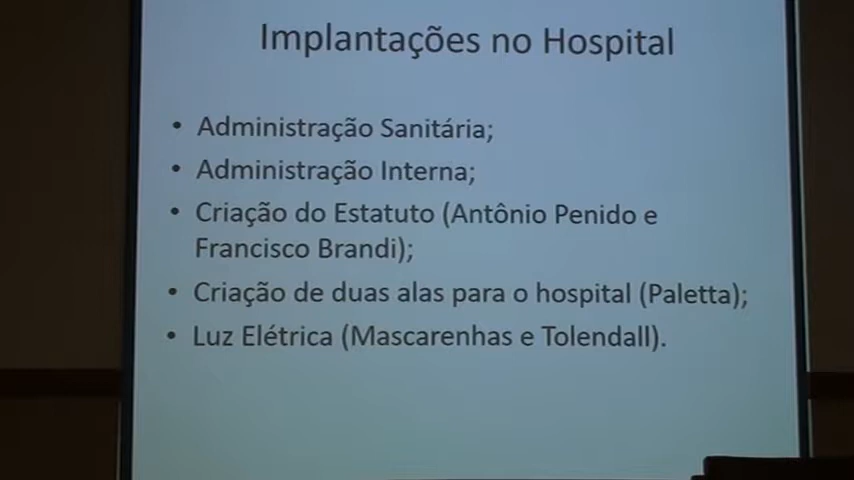 Implantações no Hospital
• Administração Sanitária;
• Administração Interna;
• Criação do Estatuto (Antônio Penido e
Francisco Brandi);
• Criação de duas alas para o hospital (Paletta);
• Luz Elétrica (Mascarenhas e Tolendall).